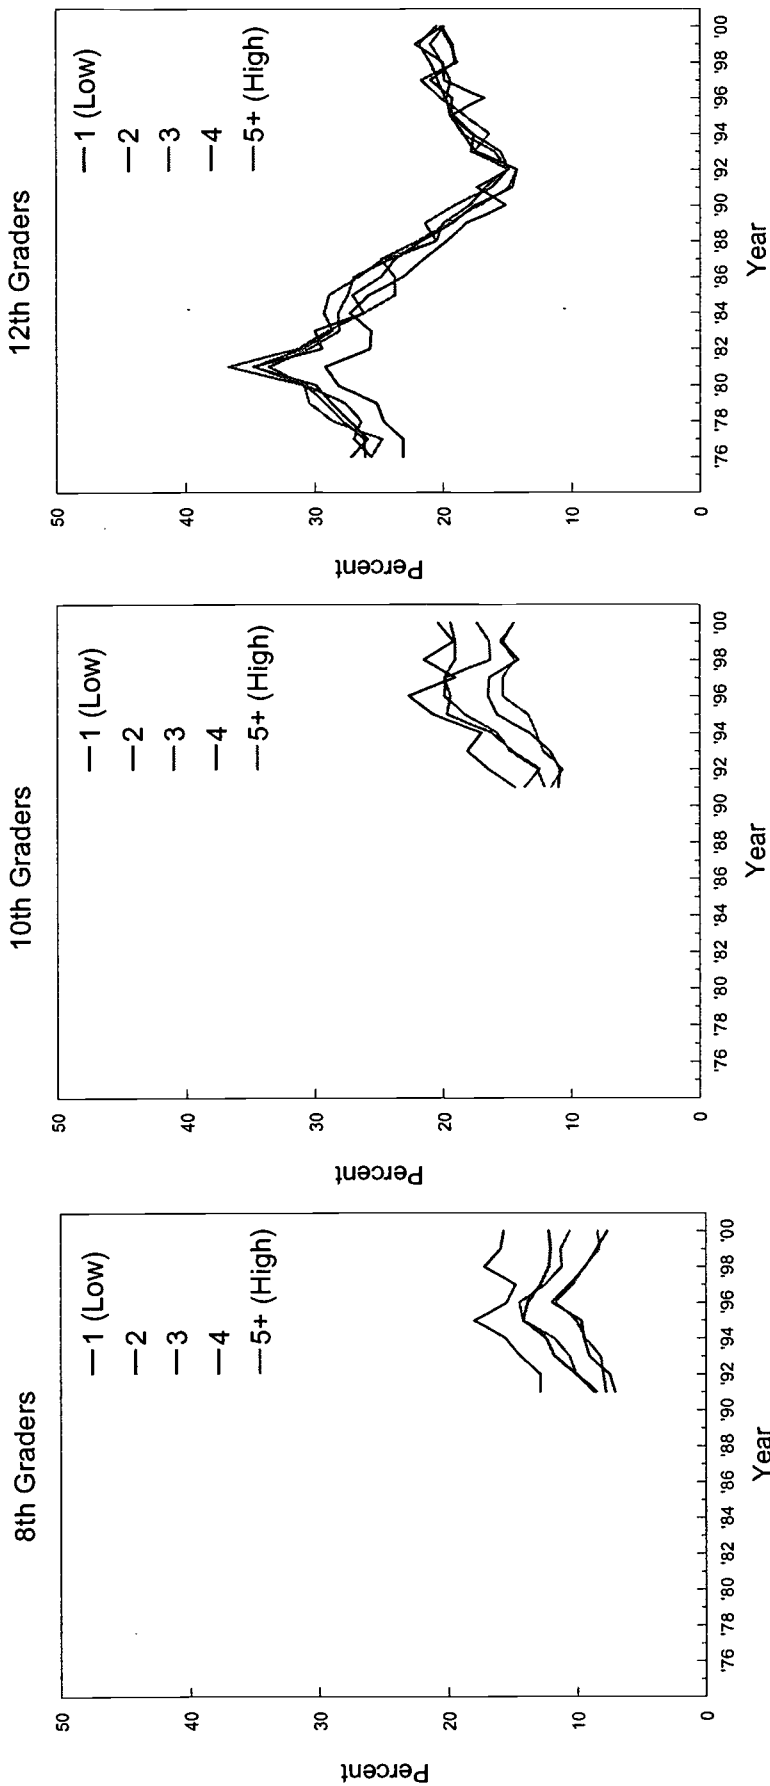 8th Graders
50
40
30
20
10
0
Percent
1 (Low)
2
3
4
5+ (High)
'76 '78 '80 '82 '84 '86 '88 '90 '92 '94 '96 '98 '00
Year
10th Graders
50
40
30
20
10
0
Percent
1 (Low)
2
3
4
5+ (High)
'76 '78 '80 '82 '84 '86 '88 '90 '92 '94 '96 '98 '00
Year
12th Graders
50
40
30
20
10
0
Percent
1 (Low)
2
3
4
5+ (High)
'76 '78 '80 '82 '84 '86 '88 '90 '92 '94 '96 '98 '00
Year